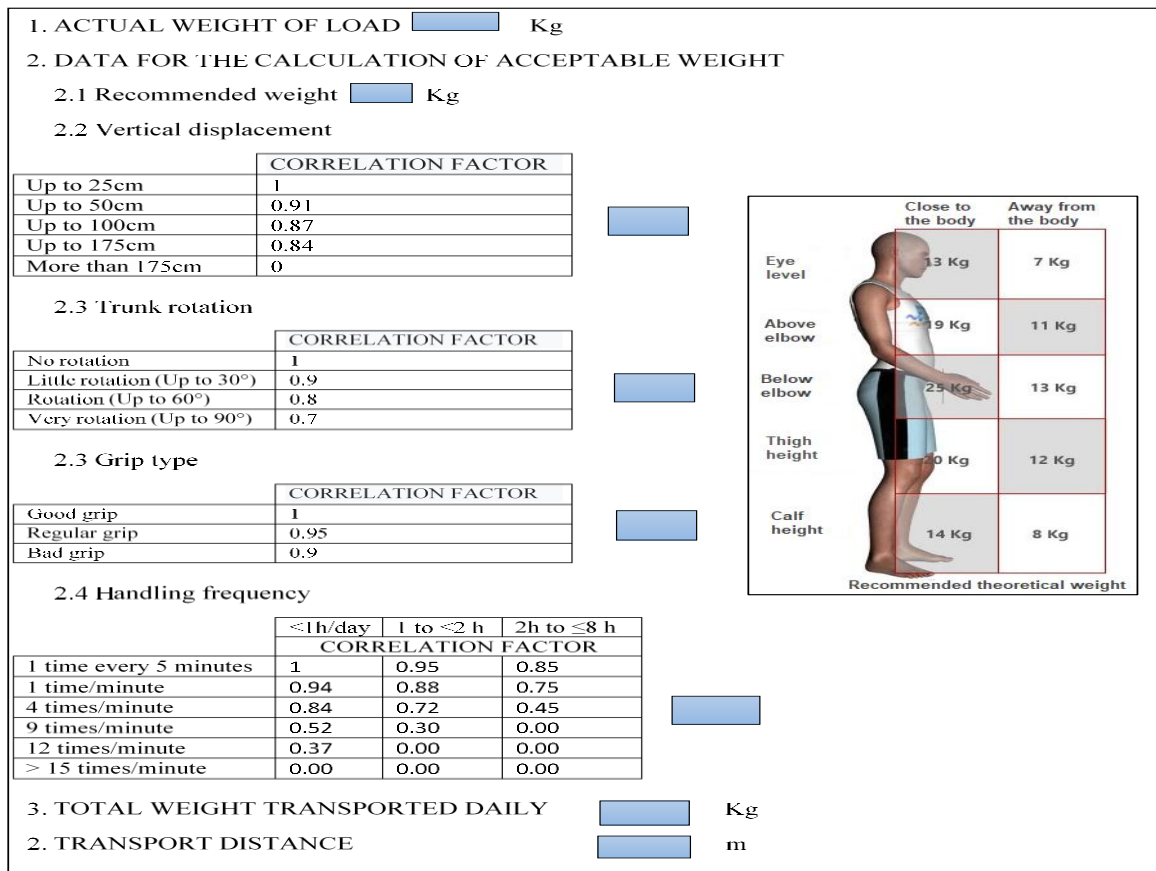 1. ACTUAL WEIGHT OF LOAD Kg
2. DATA FOR THE CALCULATION OF ACCEPTABLE WEIGHT
2.1 Recommended weight Kg
2.2 Vertical displacement
CORRELATION FACTOR
Up to 25cm 1
Up to 50cm 0.91
Up to 100cm 0.87
Up to 175cm 0.84
More than 175cm 0
2.3 Trunk rotation
CORRELATION FACTOR
No rotation 1
Little rotation (Up to 30°) 0.9
Rotation (Up to 60°) 0.8
Very rotation (Up to 90°) 0.7
2.3 Grip type
CORRELATION FACTOR
Good grip 1
Regular grip 0.95
Bad grip 0.9
2.4 Handling frequency
<1h/day 1 to <2 h 2h to ≤8 h
CORRELATION FACTOR
1 time every 5 minutes 1 0.95 0.85
1 time/minute 0.94 0.88 0.75
4 times/minute 0.84 0.72 0.45
9 times/minute 0.52 0.30 0.00
12 times/minute 0.37 0.00 0.00
> 15 times/minute 0.00 0.00 0.00
3. TOTAL WEIGHT TRANSPORTED DAILY Kg
2. TRANSPORT DISTANCE m
Close to Away from
the body the body
Eye
level 13 Kg 7 Kg
Above
elbow 19 Kg 11 Kg
Below
elbow 25 Kg 13 Kg
Thigh
height 20 Kg 12 Kg
Calf
height 14 Kg 8 Kg
Recommended theoretical weight